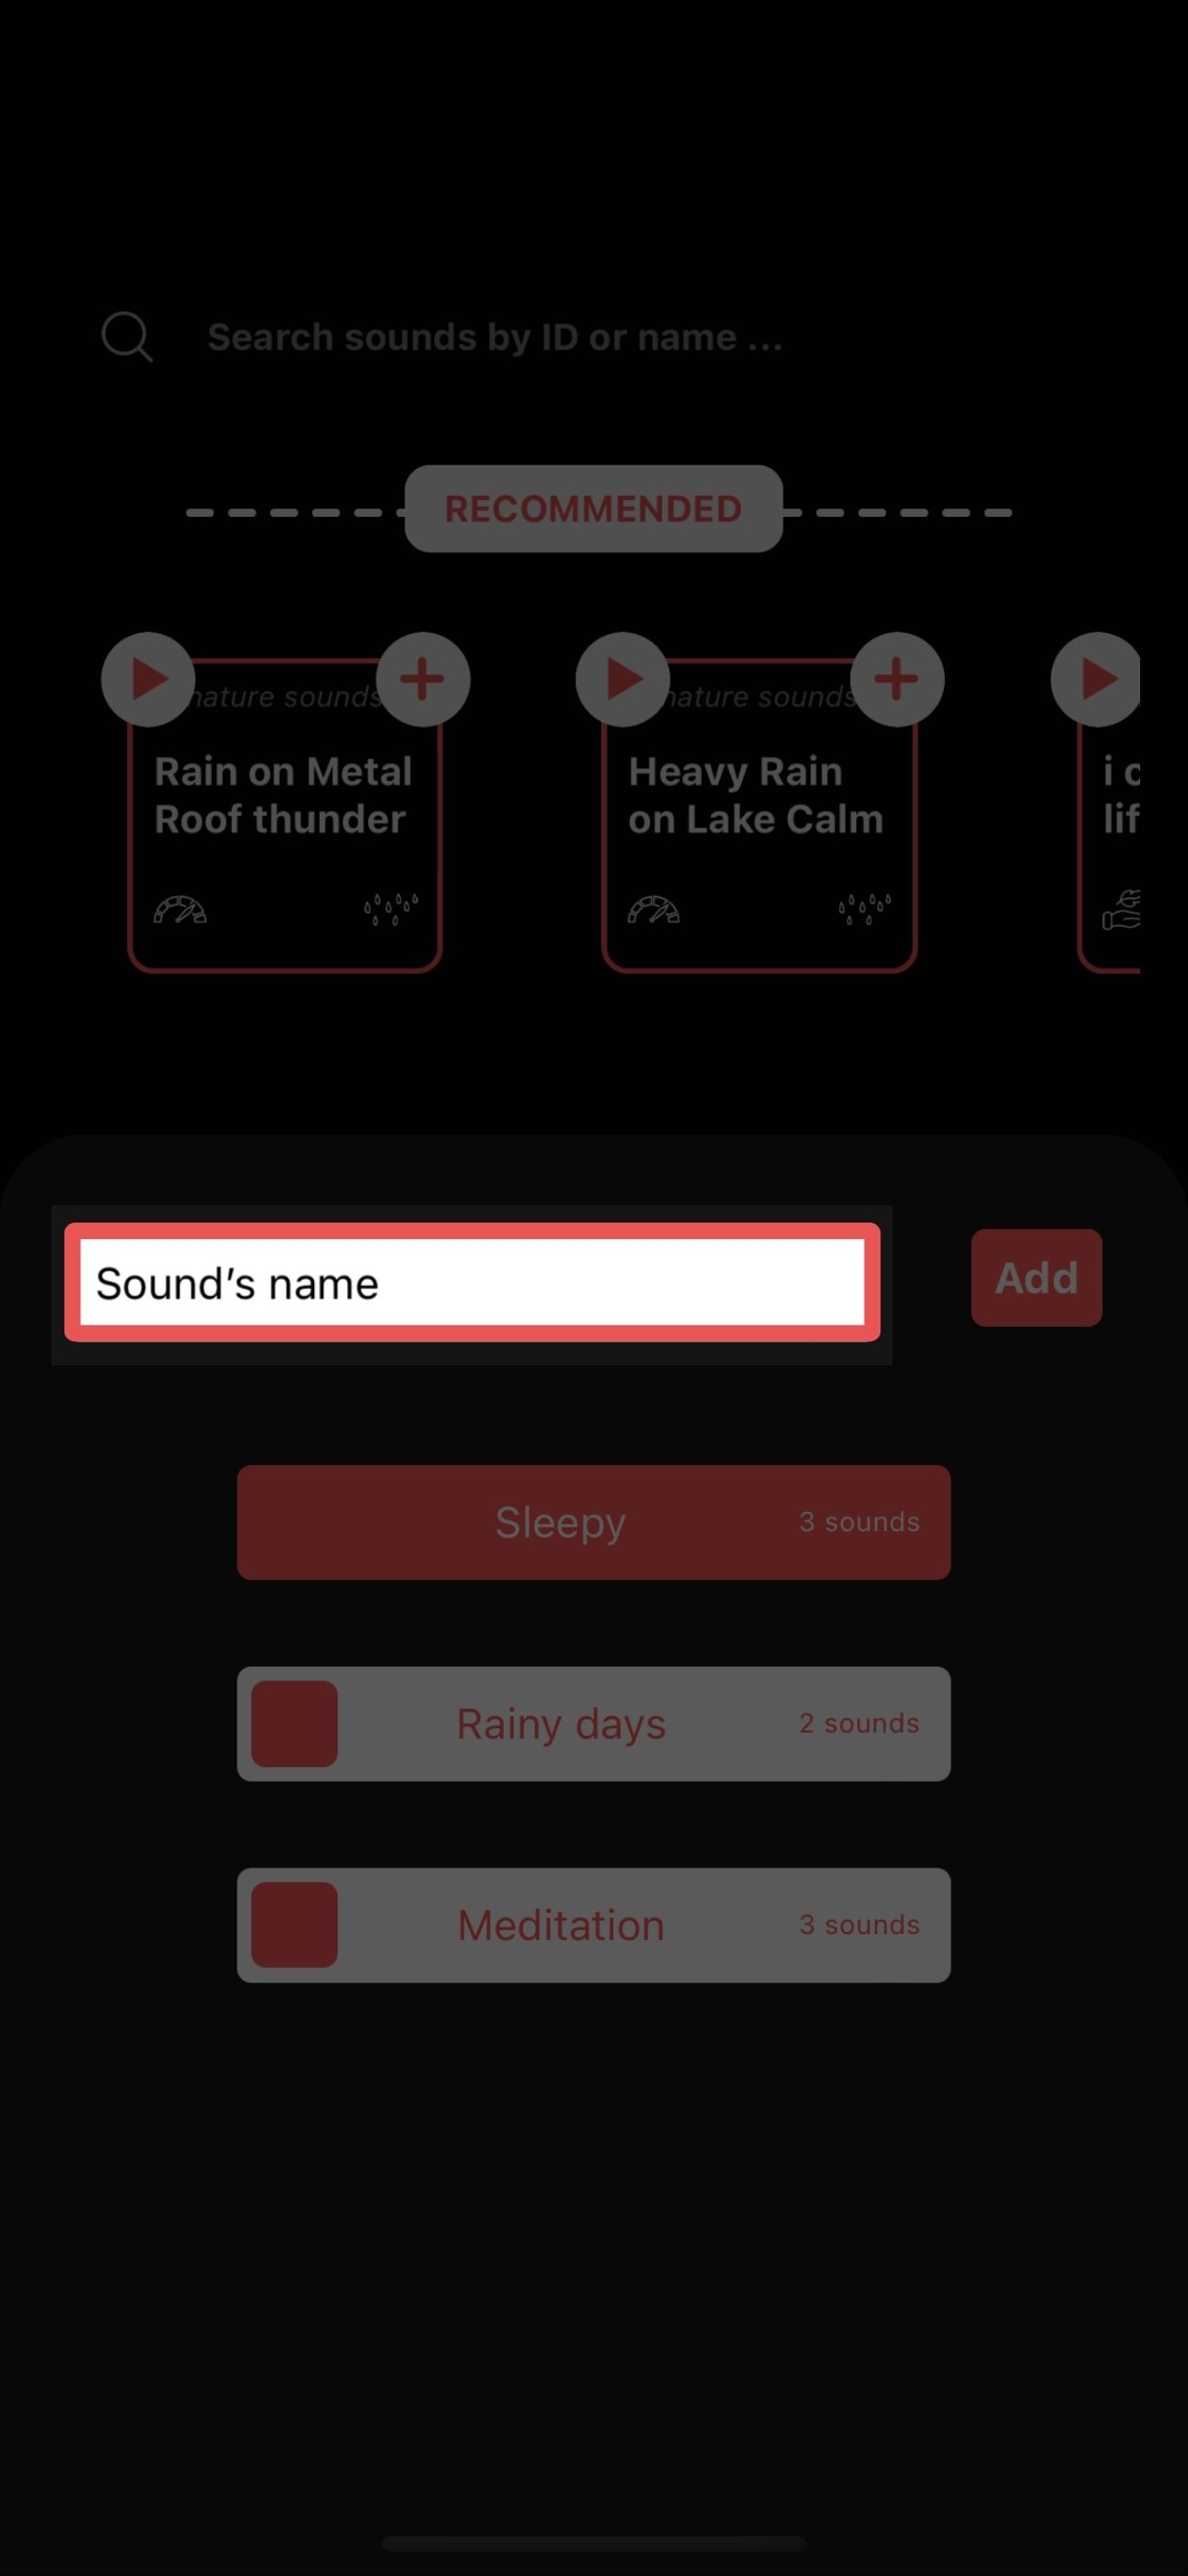 Search sounds by ID or name ...
RECOMMENDED
nature sounds
nature sounds
Rain on Metal
Roof thunder
Heavy Rain
on Lake Calm
i c
lif
Sound’s name
Add
Sleepy
3 sounds
Rainy days
2 sounds
Meditation
3 sounds